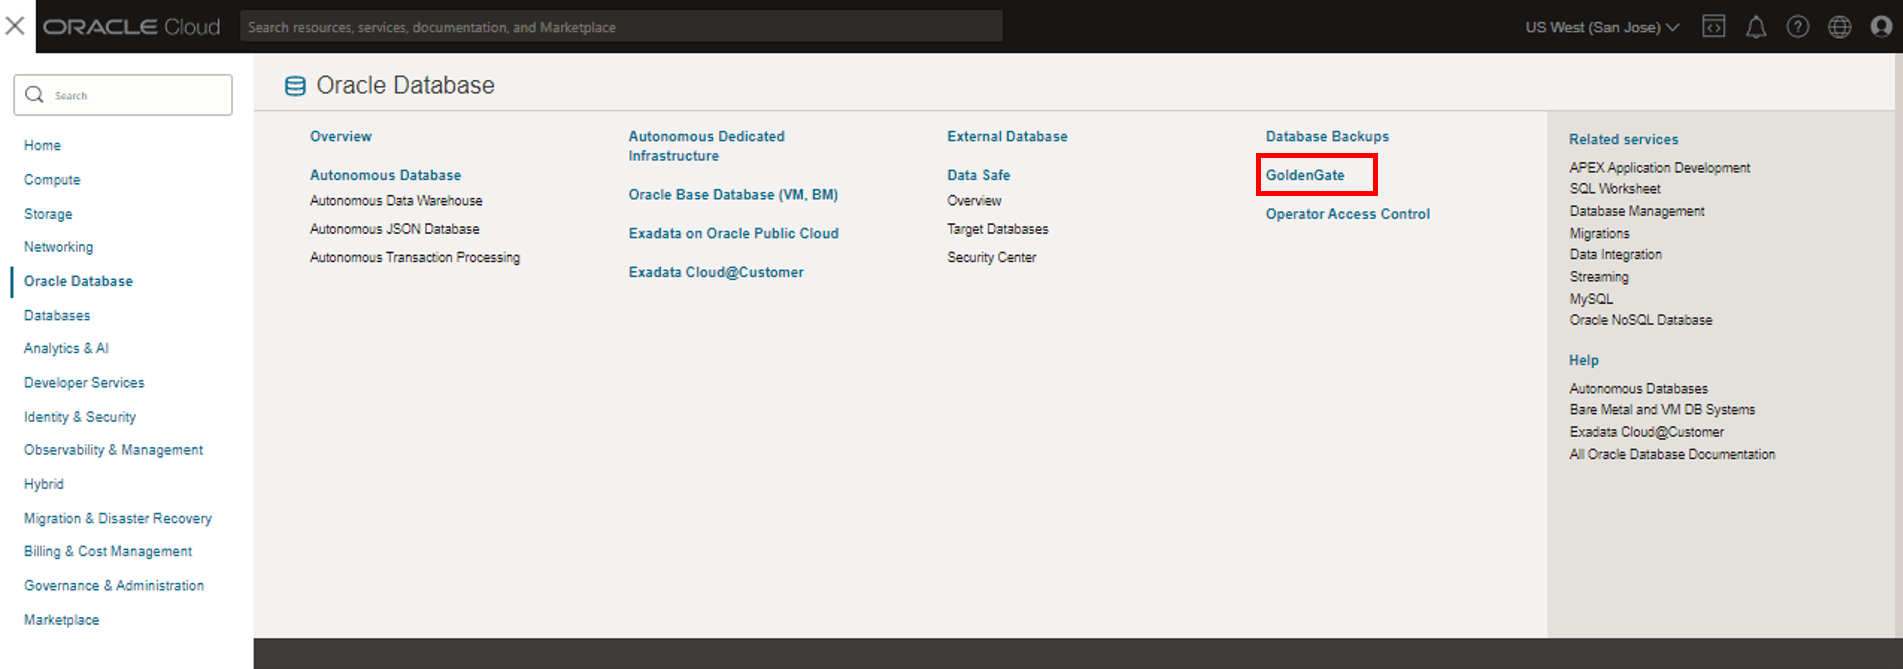 ORACLE Cloud
Search resources, services, documentation, and Marketplace
US West (San Jose)
Search
Home
Compute
Storage
Networking
Oracle Database
Databases
Analytics & AI
Developer Services
Identity & Security
Observability & Management
Hybrid
Migration & Disaster Recovery
Billing & Cost Management
Governance & Administration
Marketplace
Oracle Database
Overview
Autonomous Database
Autonomous Data Warehouse
Autonomous JSON Database
Autonomous Transaction Processing
Autonomous Dedicated
Infrastructure
Oracle Base Database (VM, BM)
Exadata on Oracle Public Cloud
Exadata Cloud@Customer
External Database
Data Safe
Overview
Target Databases
Security Center
Database Backups
GoldenGate
Operator Access Control
Related services
APEX Application Development
SQL Worksheet
Database Management
Migrations
Data Integration
Streaming
MySQL
Oracle NoSQL Database
Help
Autonomous Databases
Bare Metal and VM DB Systems
Exadata Cloud@Customer
All Oracle Database Documentation